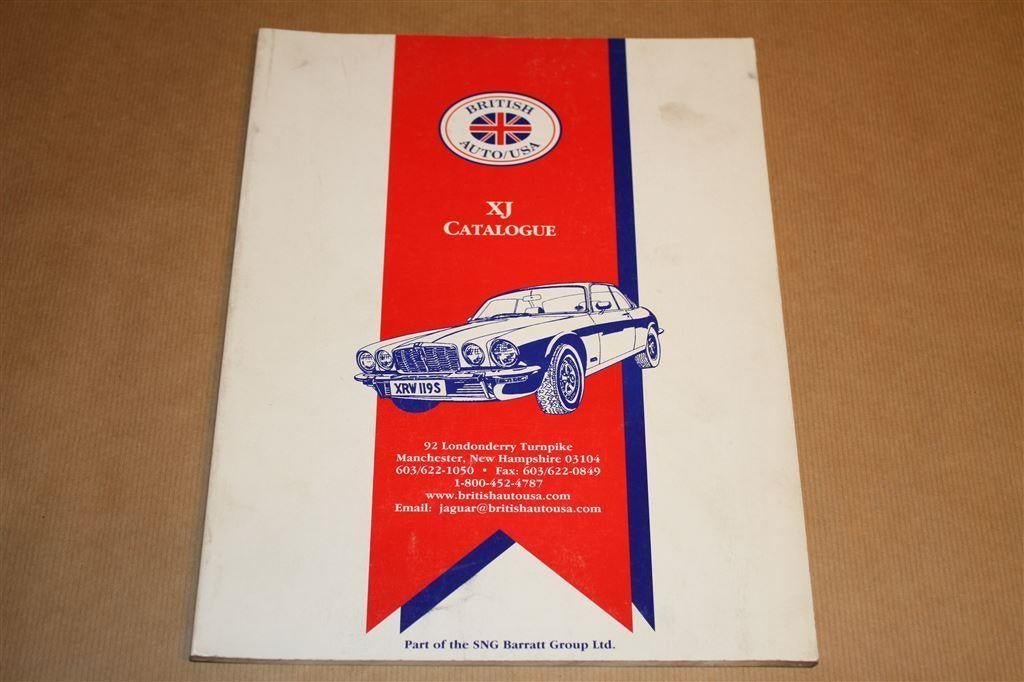 BRITISH
AUTO/USA
XJ
CATALOGUE
XRW 119S
92 Londonderry Turnpike
Manchester, New Hampshire 03104
603/622-1050 • Fax: 603/622-0849
1-800-452-4787
www.britishautousa.com
Email: jaguar@britishautousa.com
Part of the SNG Barratt Group Ltd.